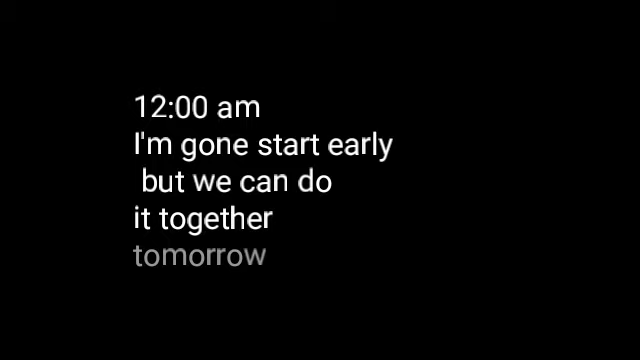 12:00 am
I'm gone start early
but we can do
it together
tomorrow